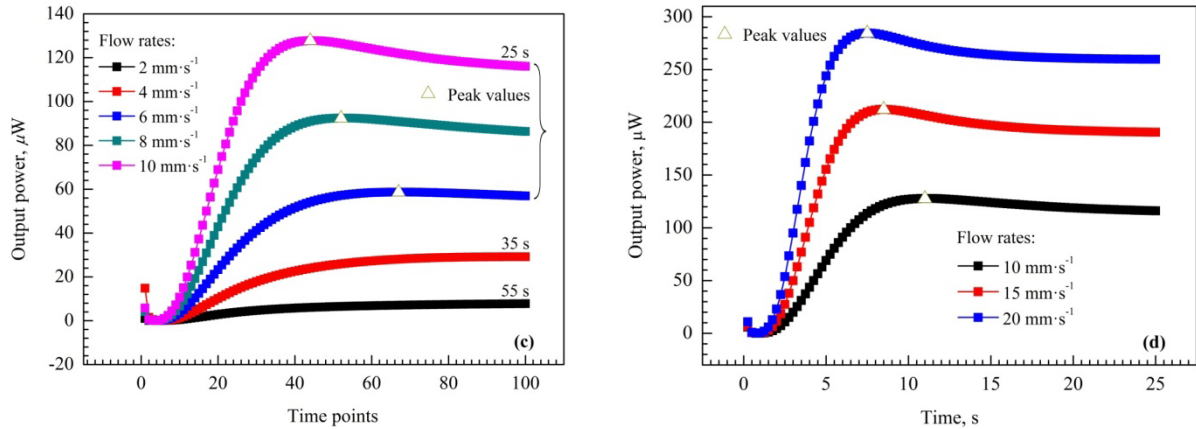 140
120
100
80
60
40
20
0
-20
Output power, μW
Flow rates:
2 mm·s⁻¹
4 mm·s⁻¹
6 mm·s⁻¹
8 mm·s⁻¹
10 mm·s⁻¹
25 s
Peak values
35 s
55 s
(c)
0 20 40 60 80 100
Time points
300
250
200
150
100
50
0
Output power, μW
Peak values
Flow rates:
10 mm·s⁻¹
15 mm·s⁻¹
20 mm·s⁻¹
(d)
0 5 10 15 20 25
Time, s